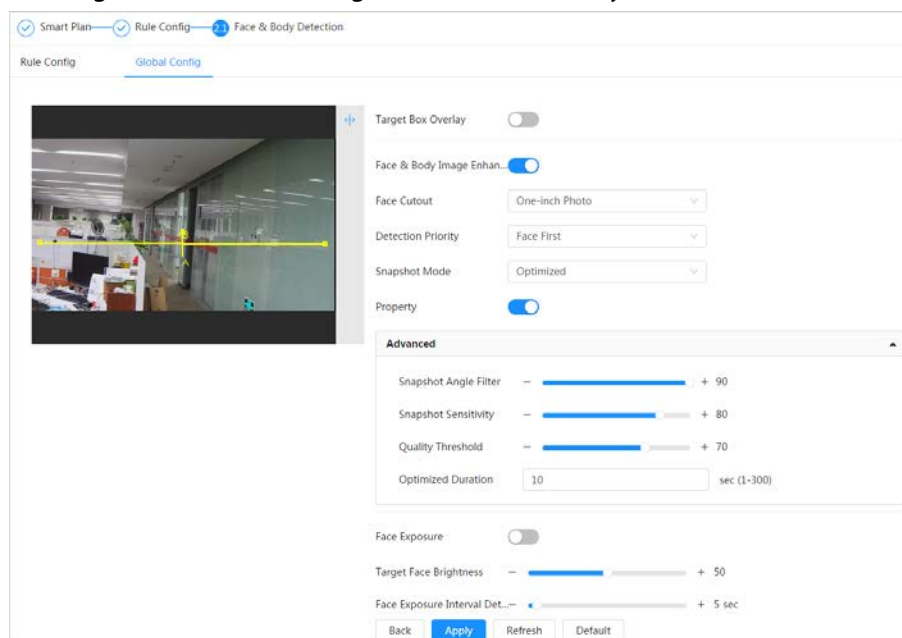 Smart Plan Rule Config 2.1 Face & Body Detection
Rule Config Global Config
Target Box Overlay
Face & Body Image Enhan...
Face Cutout One-inch Photo
Detection Priority Face First
Snapshot Mode Optimized
Property
Advanced
Snapshot Angle Filter − + 90
Snapshot Sensitivity − + 80
Quality Threshold − + 70
Optimized Duration 10 sec (1-300)
Face Exposure
Target Face Brightness − + 50
Face Exposure Interval Det... − + 5 sec
Back Apply Refresh Default